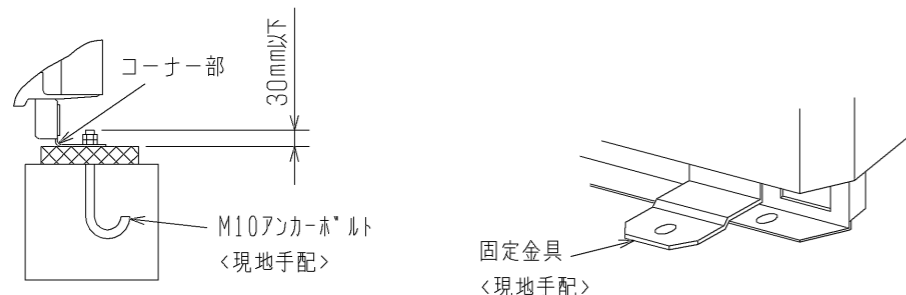 コーナー部
30mm以下
M10アンカーボルト
<現地手配>
固定金具
<現地手配>